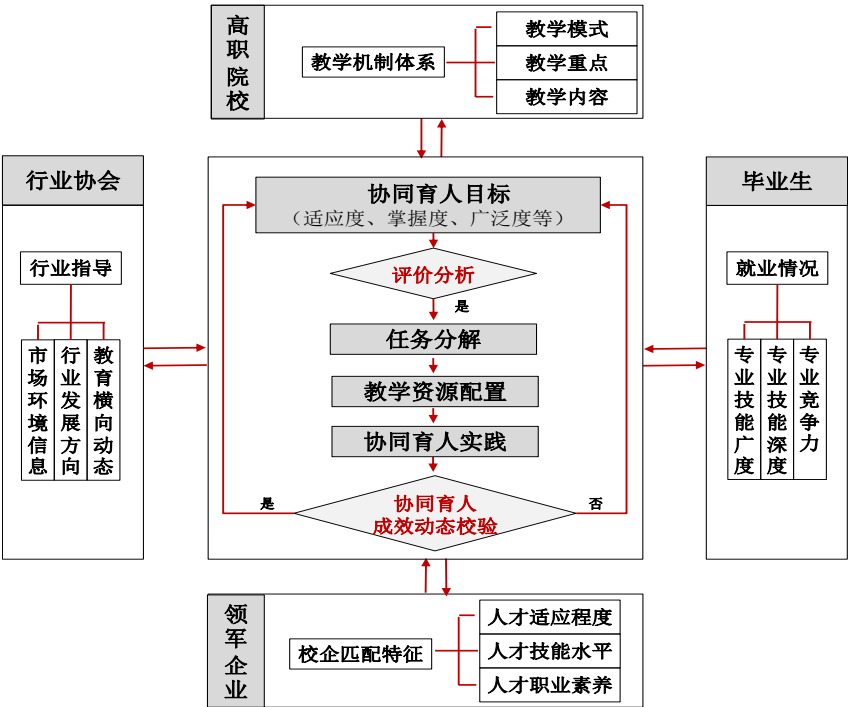 高职院校
教学机制体系
教学模式
教学重点
教学内容
行业协会
行业指导
市场环境信息
行业发展方向
教育横向动态
协同育人目标
（适应度、掌握度、广泛度等）
评价分析
是
任务分解
教学资源配置
协同育人实践
是
协同育人
成效动态校验
否
毕业生
就业情况
专业技能广度
专业技能深度
专业竞争力
领军企业
校企匹配特征
人才适应程度
人才技能水平
人才职业素养